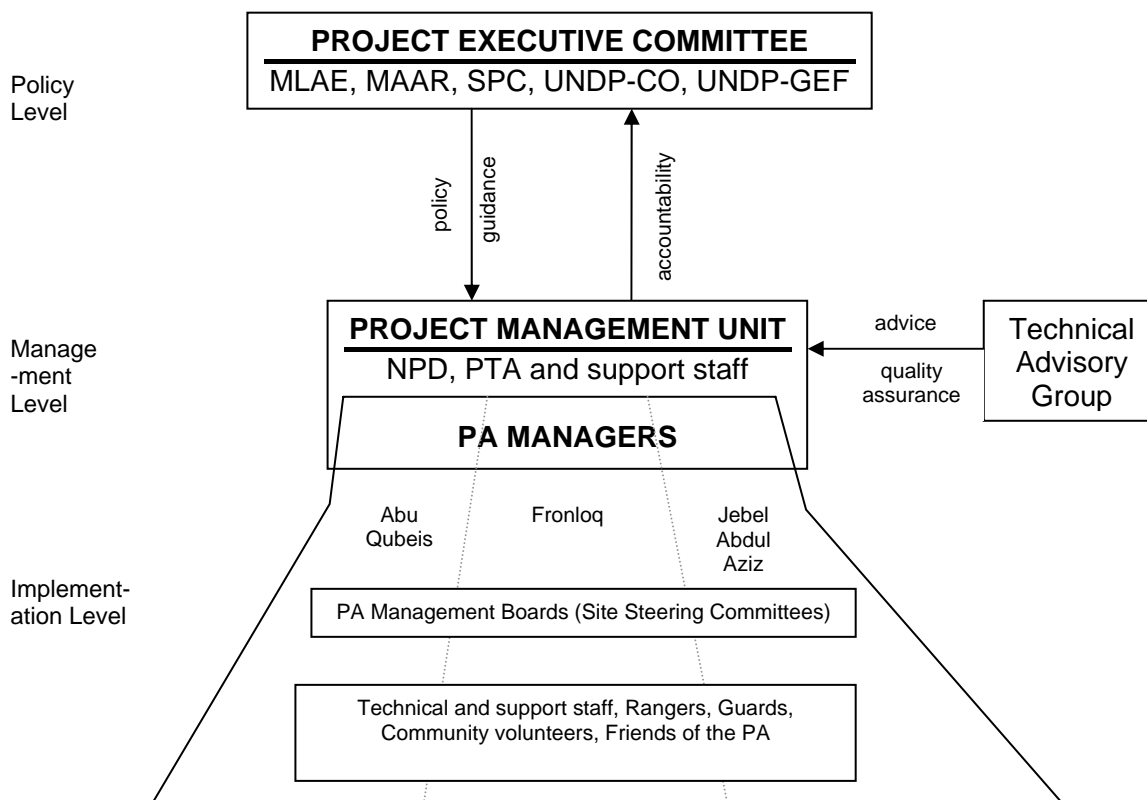 PROJECT EXECUTIVE COMMITTEE
MLAE, MAAR, SPC, UNDP-CO, UNDP-GEF
Policy
Level
policy
guidance
accountability
PROJECT MANAGEMENT UNIT
NPD, PTA and support staff
Manage
-ment
Level
advice
quality
assurance
Technical
Advisory
Group
PA MANAGERS
Abu
Qubeis
Fronloq
Jebel
Abdul
Aziz
Implement-
ation Level
PA Management Boards (Site Steering Committees)
Technical and support staff, Rangers, Guards,
Community volunteers, Friends of the PA